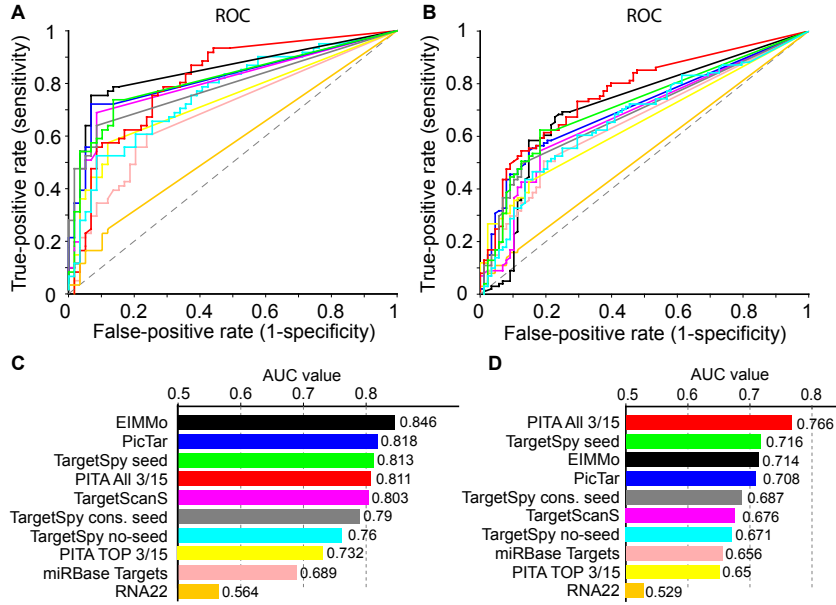 A
ROC
True-positive rate (sensitivity)
1
0.8
0.6
0.4
0.2
0
0
0.2
0.4
0.6
0.8
1
False-positive rate (1-specificity)
B
ROC
True-positive rate (sensitivity)
1
0.8
0.6
0.4
0.2
0
0
0.2
0.4
0.6
0.8
1
False-positive rate (1-specificity)
C
AUC value
0.5
0.6
0.7
0.8
EIMMo 0.846
PicTar 0.818
TargetSpy seed 0.813
PITA All 3/15 0.811
TargetScanS 0.803
TargetSpy cons. seed 0.79
TargetSpy no-seed 0.76
PITA TOP 3/15 0.732
miRBase Targets 0.689
RNA22 0.564
D
AUC value
0.5
0.6
0.7
0.8
PITA All 3/15 0.766
TargetSpy seed 0.716
EIMMo 0.714
PicTar 0.708
TargetSpy cons. seed 0.687
TargetScanS 0.676
TargetSpy no-seed 0.671
miRBase Targets 0.656
PITA TOP 3/15 0.65
RNA22 0.529